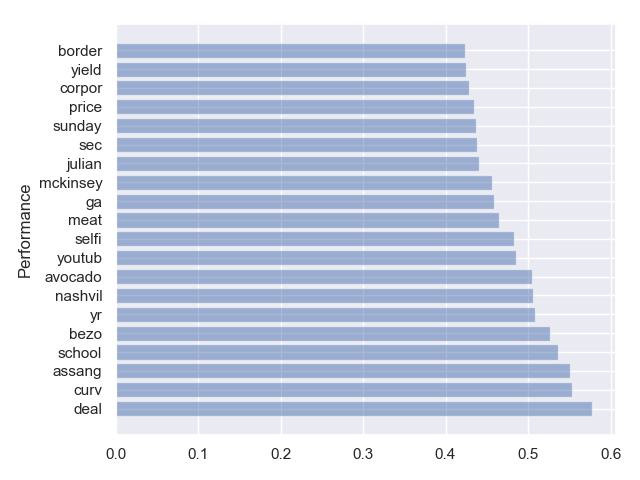 border
yield
corpor
price
sunday
sec
julian
mckinsey
ga
meat
selfi
youtub
avocado
nashvil
yr
bezo
school
assang
curv
deal
Performance
0.0 0.1 0.2 0.3 0.4 0.5 0.6